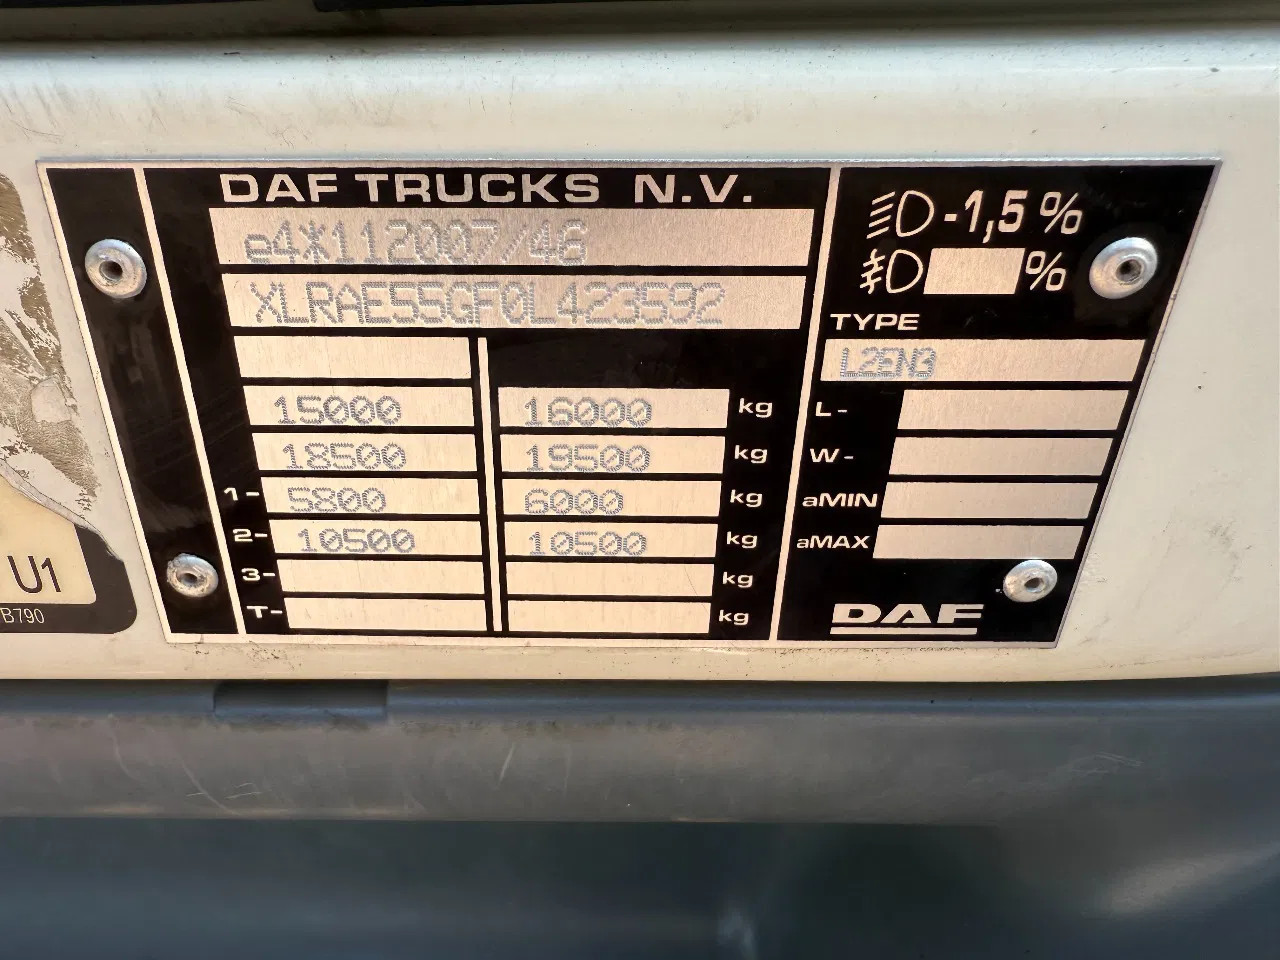 DAF TRUCKS N.V.
e4*112007/46
XLRAE55GF0L423592
15000 16000 kg
18500 19500 kg
1- 5800 6000 kg
2- 10500 10500 kg
3- kg
T- kg
-1,5 %
%
TYPE
L2EN0
L-
W-
aMIN
aMAX
DAF
U1
B790